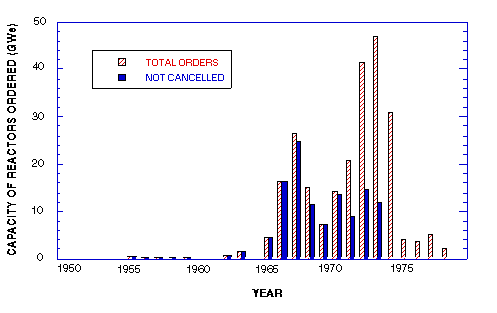 50
40
30
20
10
0
CAPACITY OF REACTORS ORDERED (GWe)
TOTAL ORDERS
NOT CANCELLED
1950 1955 1960 1965 1970 1975
YEAR